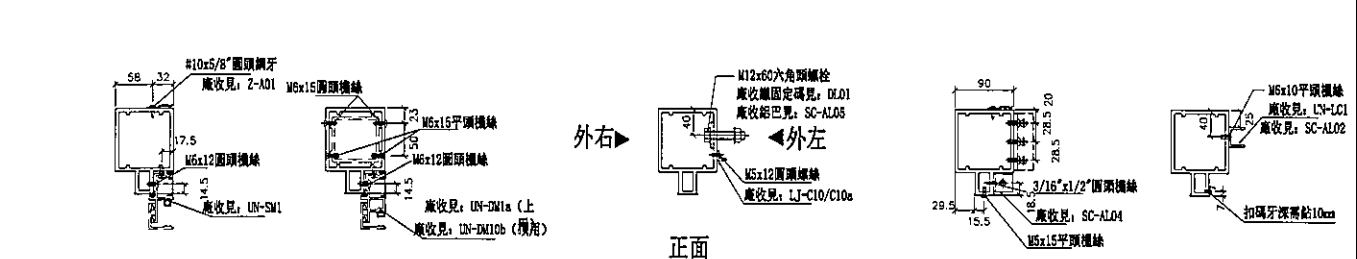 #10x5/8"圓頭鋼牙
廠收見：Z-A01
58
32
17.5
M6x12圓頭機絲
14.5
廠收見：UN-SM1
M6x15圓頭機絲
23
M6x15平頭機絲
50
M6x12圓頭機絲
14.5
廠收見：UN-DM1a（上
廠收見：UN-DM10b（預用）
外右
M12x60六角頭螺栓
廠收鐵固定碼見：DL01
廠收鋁巴見：SC-AL05
40
外左
M5x12圓頭螺絲
廠收見：LJ-C10/C10a
正面
90
20
28.5
28.5
3/16"x1/2"圓頭機絲
18.5
29.5
15.5
廠收見：SC-AL04
M5x15平頭機絲
M6x10平頭機絲
廠收見：UN-LC1
廠收見：SC-AL02
40
25
7
扣碼牙深需鉆10mm